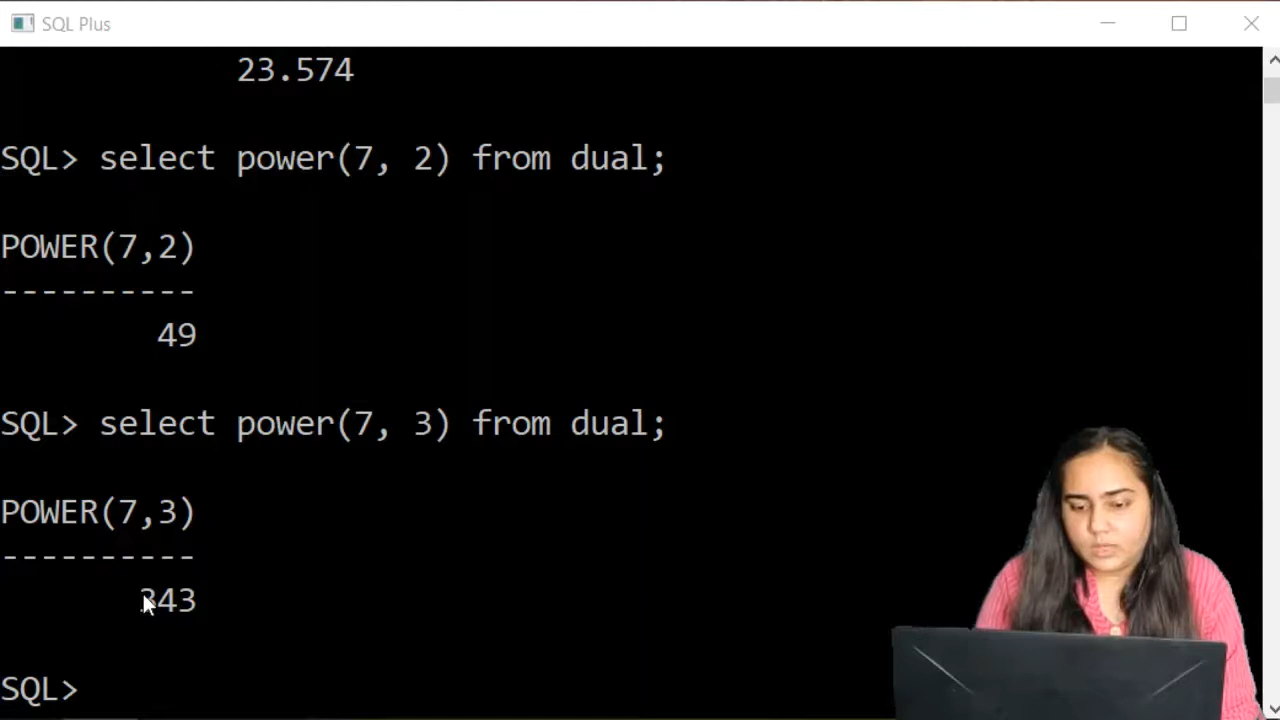 SQL Plus
23.574
SQL> select power(7, 2) from dual;
POWER(7,2)
----------
49
SQL> select power(7, 3) from dual;
POWER(7,3)
----------
343
SQL>